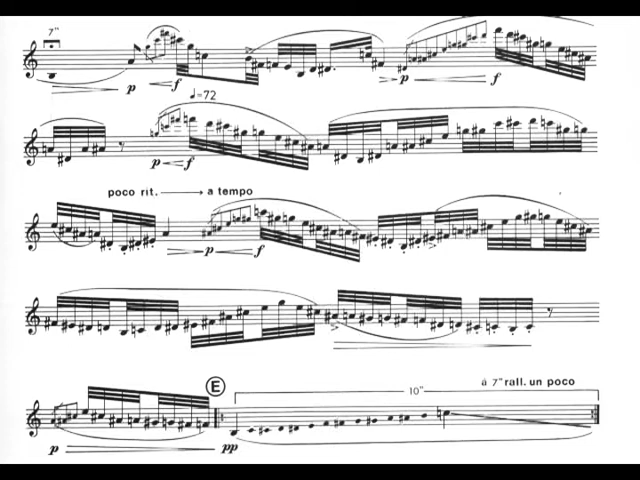 7"
p f p f
♩=72
p f
poco rit. a tempo
p f
E 10" à 7" rall. un poco
p pp